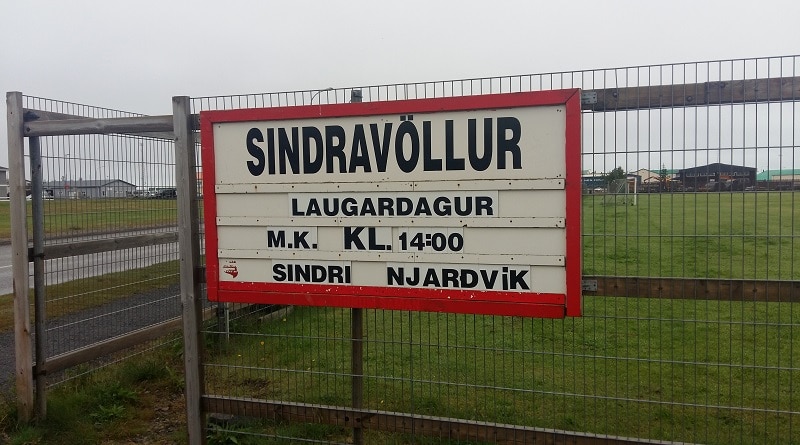 SINDRAVÖLLUR
LAUGARDAGUR
M.K. KL. 14:00
SINDRI NJARDViK